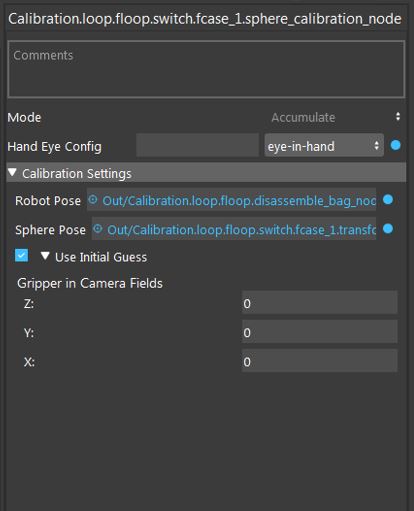 Calibration.loop.floop.switch.fcase_1.sphere_calibration_node
Comments
Mode Accumulate
Hand Eye Config eye-in-hand
Calibration Settings
Robot Pose Out/Calibration.loop.floop.disassemble_bag_noo
Sphere Pose Out/Calibration.loop.floop.switch.fcase_1.transfo
Use Initial Guess
Gripper in Camera Fields
Z: 0
Y: 0
X: 0